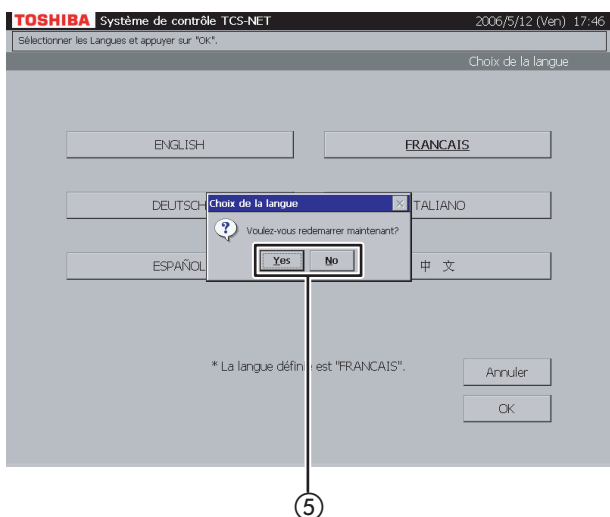 TOSHIBA Système de contrôle TCS-NET 2006/5/12 (Ven) 17:46
Sélectionner les Langues et appuyer sur "OK".
Choix de la langue
ENGLISH FRANCAIS
DEUTSCH ITALIANO
Choix de la langue
Voulez-vous redemarrer maintenant?
Yes No
ESPAÑOL 中 文
* La langue défini est "FRANCAIS".
Annuler
OK
⑤